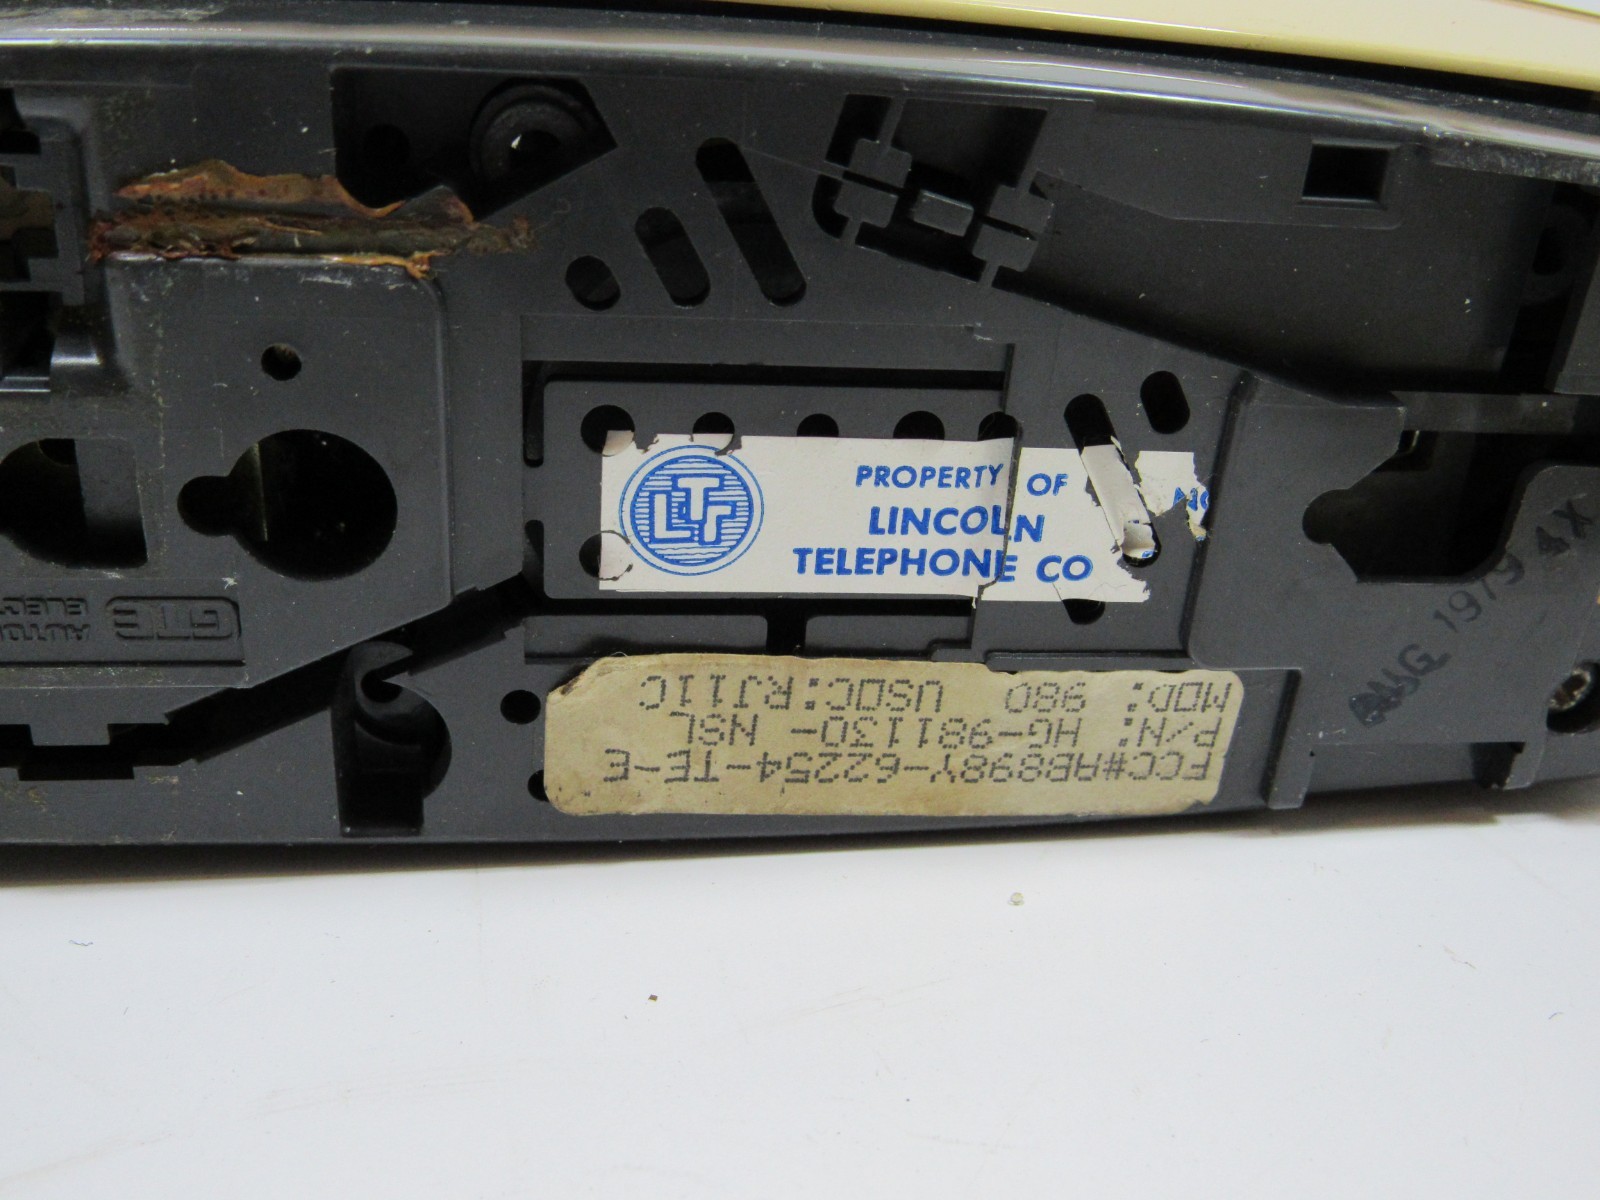 LTT
PROPERTY OF
LINCOLN
TELEPHONE CO
FCC#AB898Y-62254-TE-E
P/N: HG-981130- NSL
MOD: 980 USOC:RJ11C
AUG 1979 4X
GTE